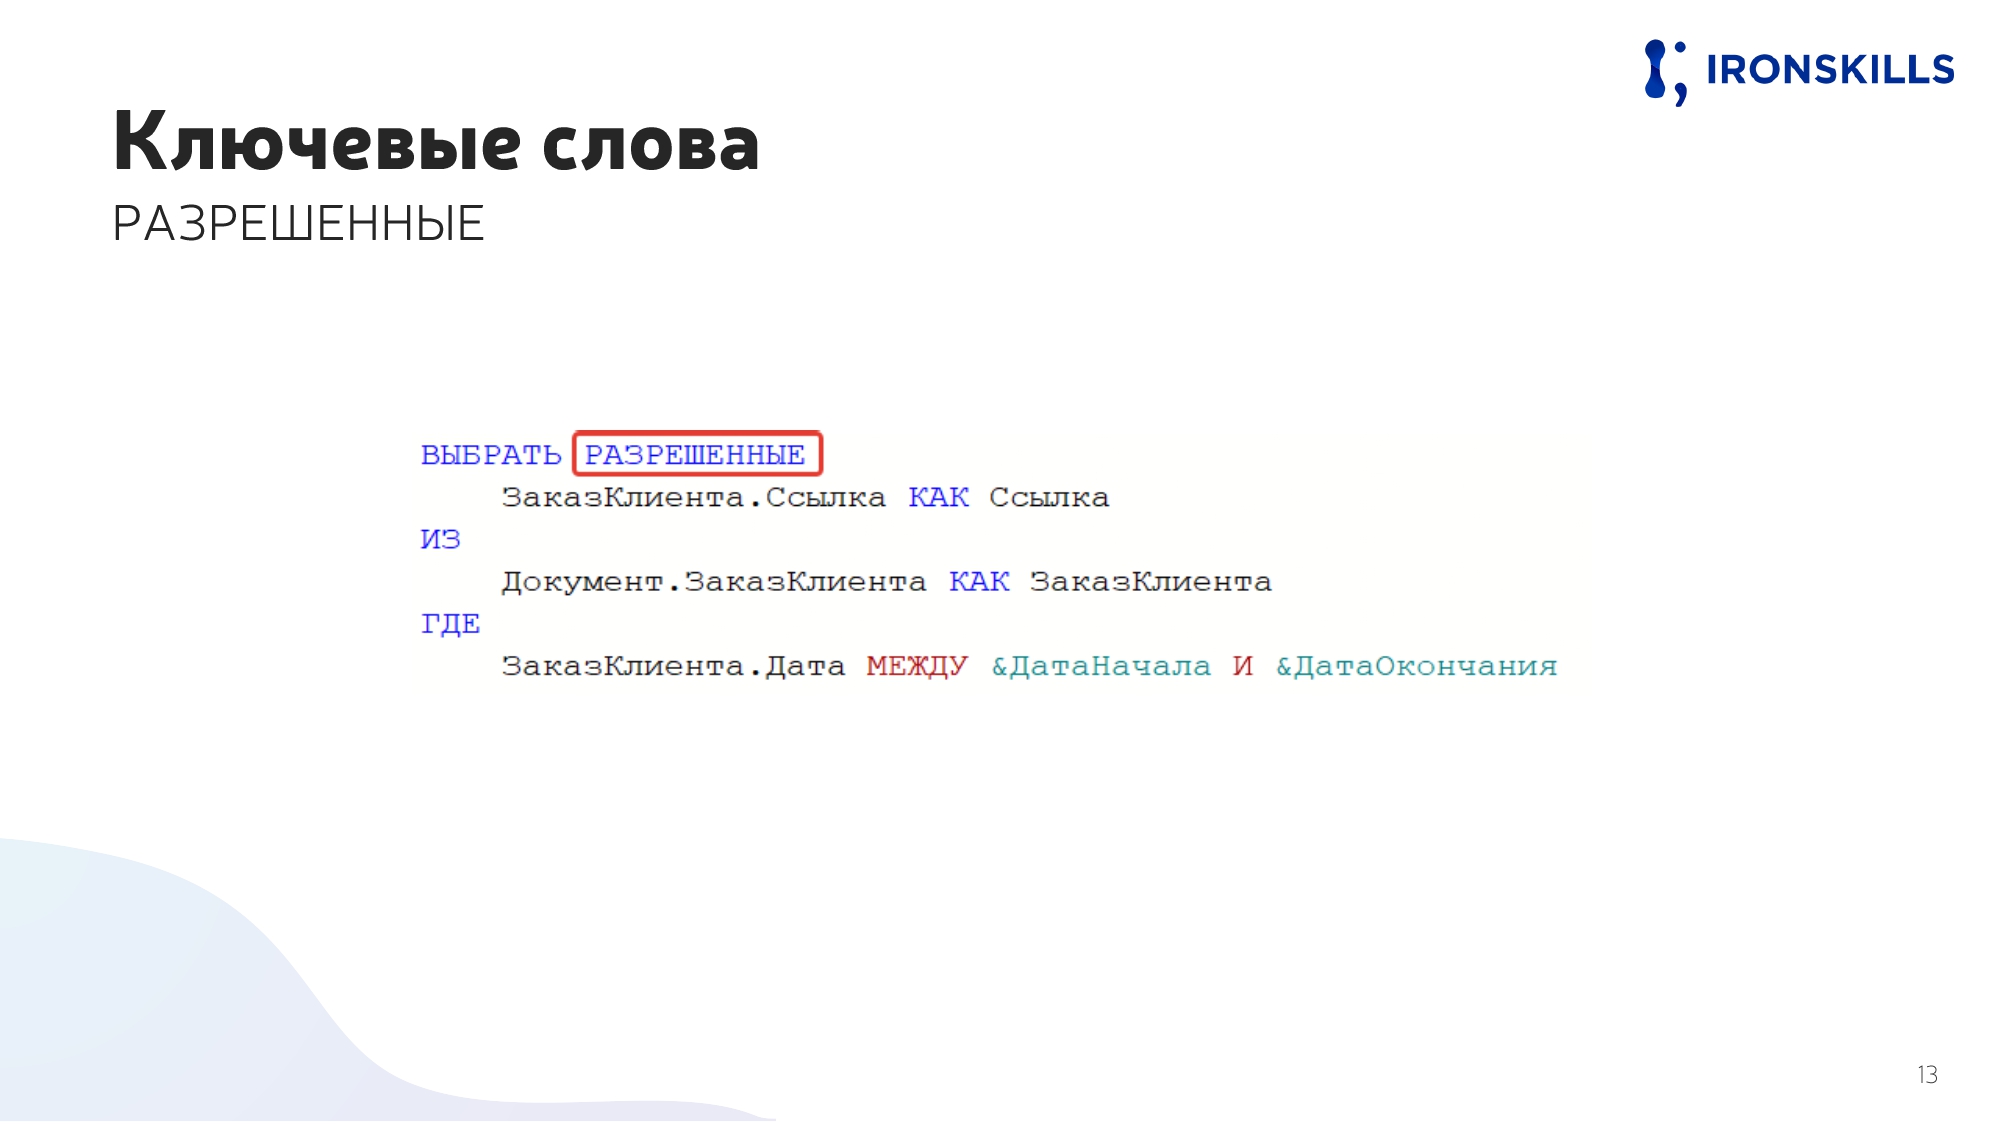 IRONSKILLS
Ключевые слова
РАЗРЕШЕННЫЕ
ВЫБРАТЬ РАЗРЕШЕННЫЕ
ЗаказКлиента.Ссылка КАК Ссылка
ИЗ
Документ.ЗаказКлиента КАК ЗаказКлиента
ГДЕ
ЗаказКлиента.Дата МЕЖДУ &ДатаНачала И &ДатаОкончания
13